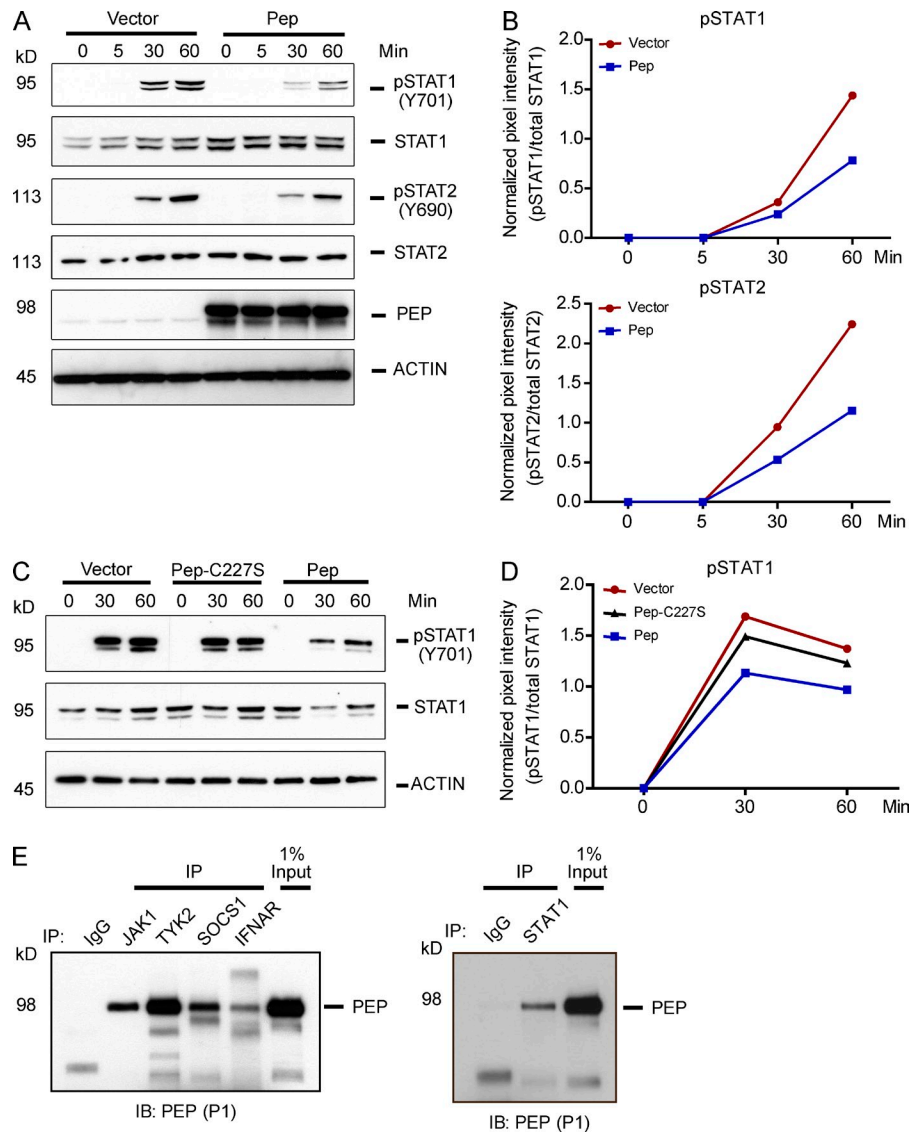 A
Vector Pep
0 5 30 60 0 5 30 60 Min
kD
95 pSTAT1
(Y701)
95 STAT1
113 pSTAT2
(Y690)
113 STAT2
98 PEP
45 ACTIN
B
pSTAT1
Normalized pixel intensity
(pSTAT1/total STAT1)
2.0
1.5
1.0
0.5
0.0
Vector
Pep
0 5 30 60 Min
pSTAT2
Normalized pixel intensity
(pSTAT2/total STAT2)
2.5
2.0
1.5
1.0
0.5
0.0
Vector
Pep
0 5 30 60 Min
C
Vector Pep-C227S Pep
0 30 60 0 30 60 0 30 60 Min
kD
95 pSTAT1
(Y701)
95 STAT1
45 ACTIN
D
pSTAT1
Normalized pixel intensity
(pSTAT1/total STAT1)
2.0
1.5
1.0
0.5
0.0
Vector
Pep-C227S
Pep
0 30 60 Min
E
IP 1%
Input
IP: IgG JAK1 TYK2 SOCS1 IFNAR
kD
98 PEP
IB: PEP (P1)
IP 1%
Input
IP: IgG STAT1
kD
98 PEP
IB: PEP (P1)